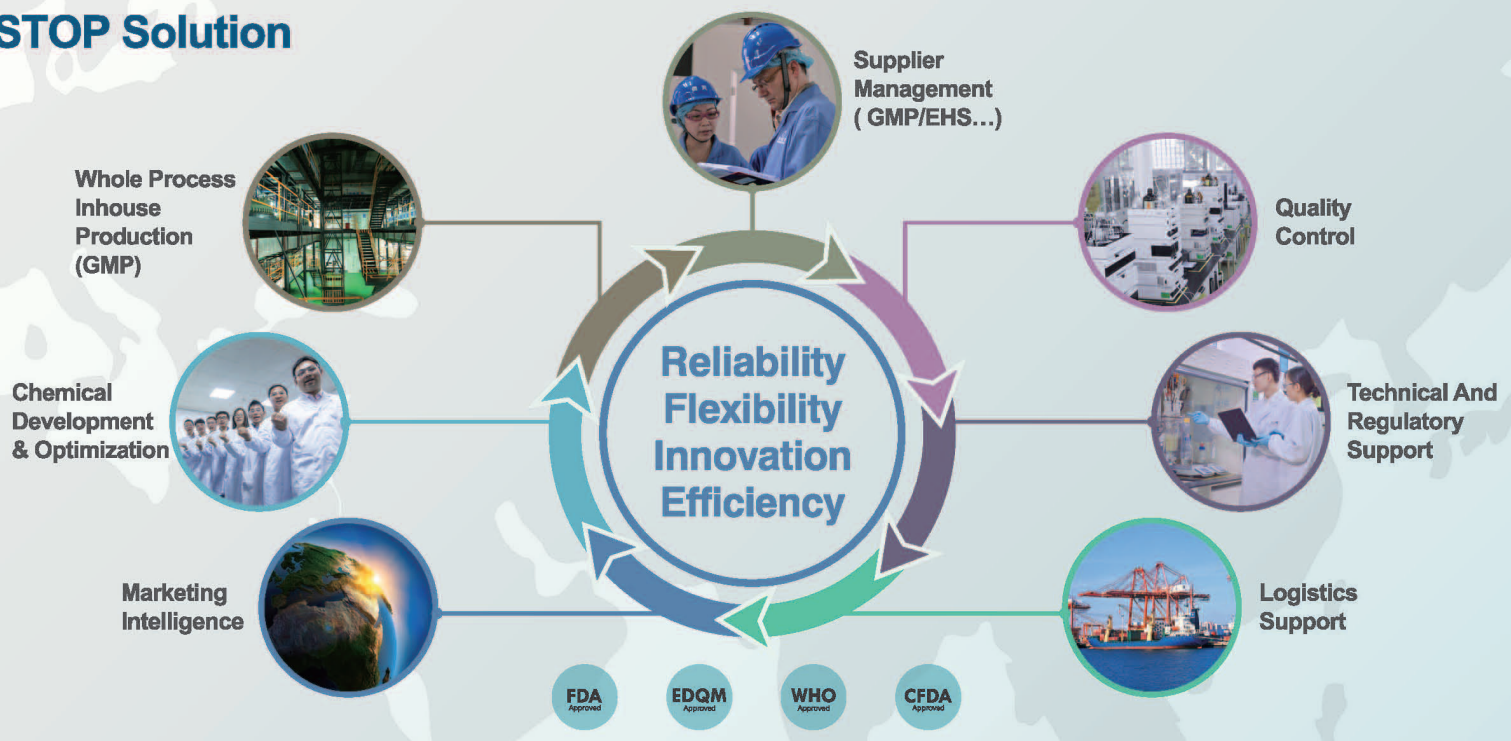 STOP Solution
Supplier
Management
( GMP/EHS...)
Whole Process
Inhouse
Production
(GMP)
Quality
Control
Chemical
Development
& Optimization
Reliability
Flexibility
Innovation
Efficiency
Technical And
Regulatory
Support
Marketing
Intelligence
Logistics
Support
FDA
Approved
EDQM
Approved
WHO
Approved
CFDA
Approved